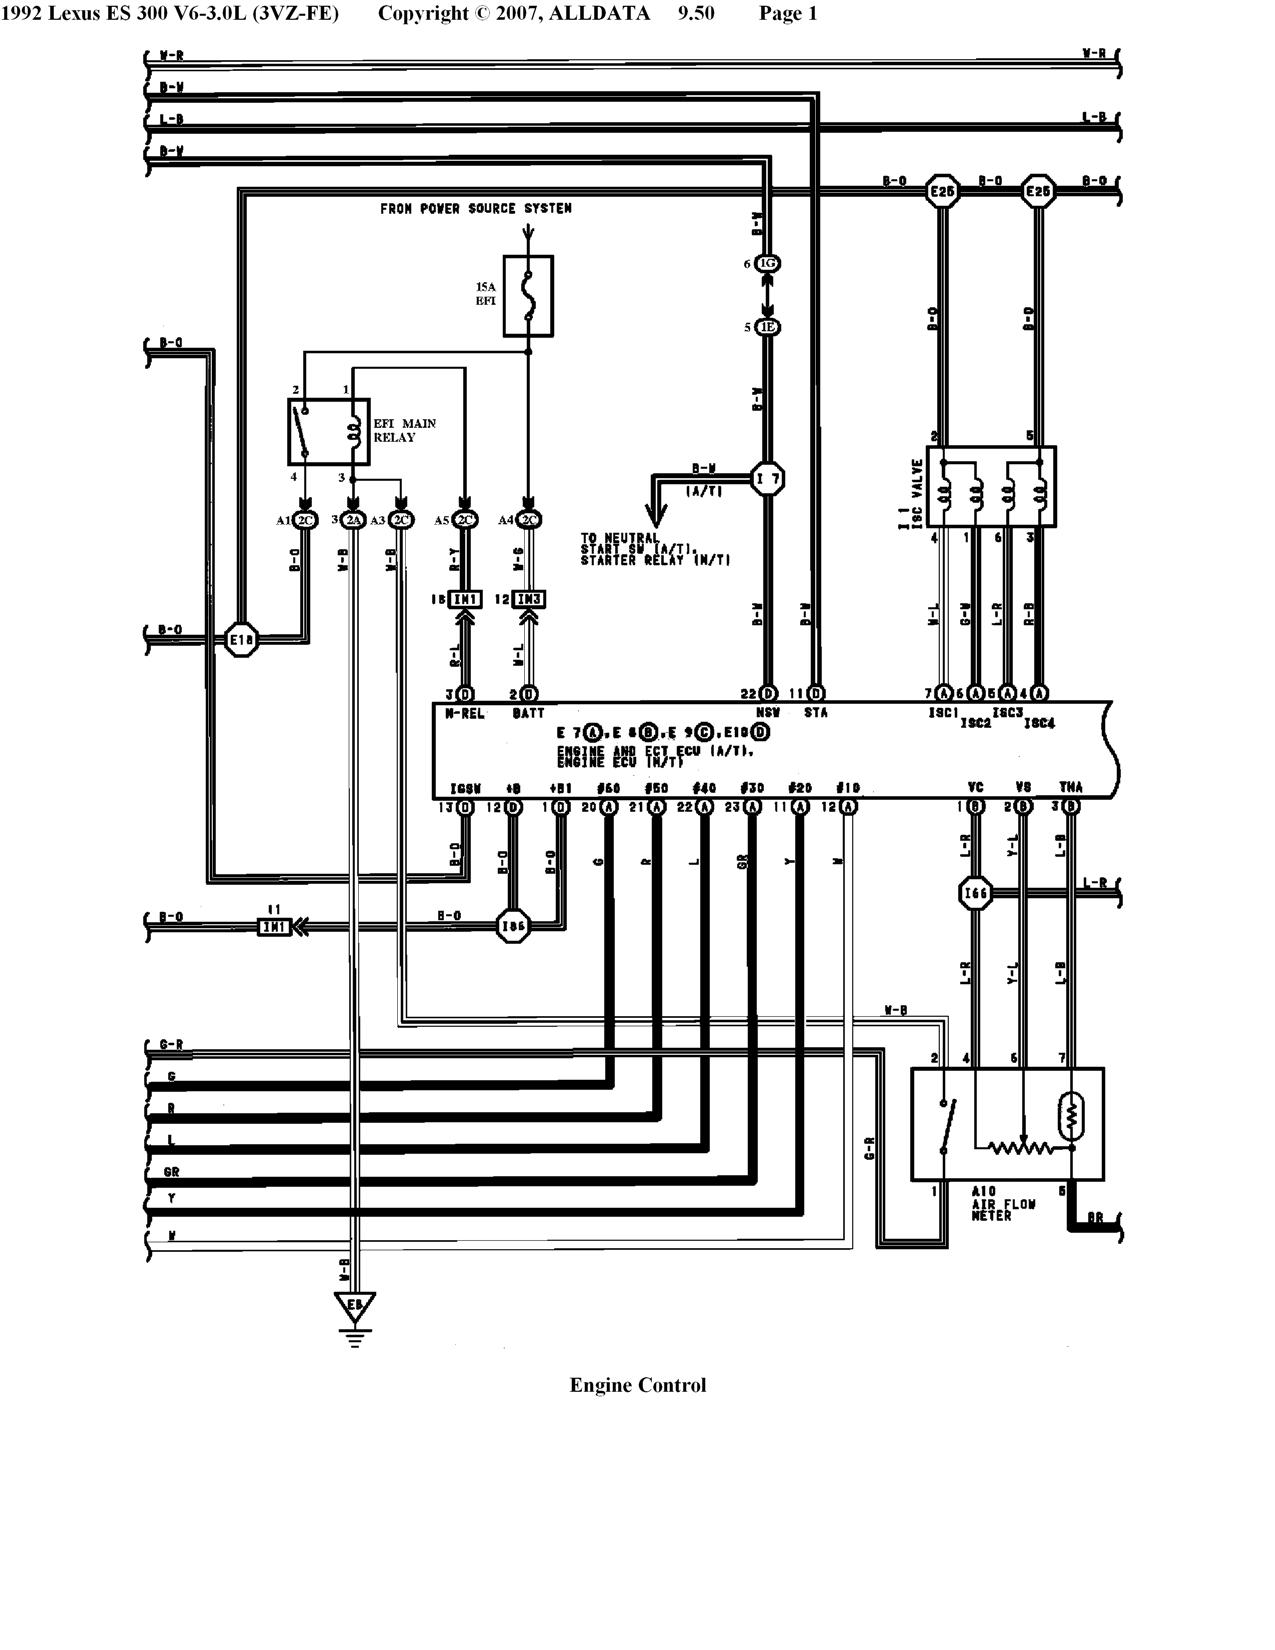 1992 Lexus ES 300 V6-3.0L (3VZ-FE) Copyright © 2007, ALLDATA 9.50 Page 1
W-R W-R
B-W
L-B L-B
B-W
B-O B-O B-O
E25 E25
FROM POWER SOURCE SYSTEM
B-W
6 1G
15A
EFI
5 1E
B-O B-O
B-O
2 1
B-W
EFI MAIN
RELAY
2 5
4 3
B-W
(A/T)
I 7
I 1
ISC VALVE
A1 2C 3 2A A3 2C A5 2C A4 2C
4 1 6 3
TO NEUTRAL
START SW (A/T),
STARTER RELAY (M/T)
B-O W-B W-B R-Y W-G
18 IM1 12 IM3
B-W B-W W-L G-W L-R R-B
B-O
E18
R-L W-L
3 D 2 D 22 D 11 D 7 A 6 A 5 A 4 A
M-REL BATT NSW STA ISC1 ISC2 ISC3 ISC4
E 7 A, E 8 B, E 9 C, E10 D
ENGINE AND ECT ECU (A/T),
ENGINE ECU (M/T)
IGSW +B +B1 #60 #50 #40 #30 #20 #10 VC VS THA
13 D 12 D 1 D 20 A 21 A 22 A 23 A 11 A 12 A 1 B 2 B 3 B
B-O B-O B-O G R L GR Y W L-R Y-L L-B
I66
L-R
11
B-O
IM1
B-O
I86
L-R Y-L L-B
W-B
G-R
2 4 6 7
G
R
L
G-R
GR
1 A10 5
AIR FLOW
METER
Y
BR
W
W-B
EB
Engine Control